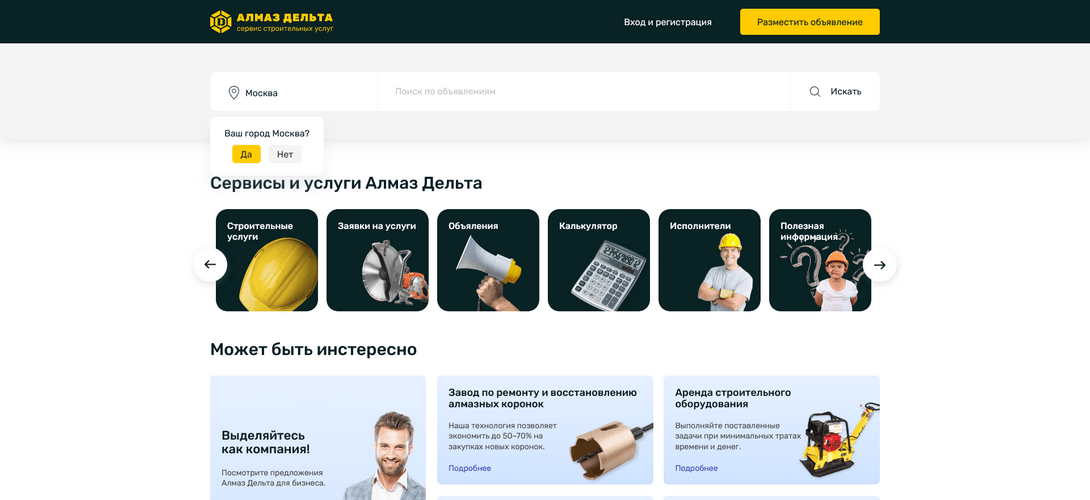 АЛМАЗ ДЕЛЬТА
сервис строительных услуг
Вход и регистрация
Разместить объявление
Москва
Поиск по объявлениям
Искать
Ваш город Москва?
Да
Нет
Сервисы и услуги Алмаз Дельта
Строительные
услуги
Заявки на услуги
Объяления
Калькулятор
Исполнители
Полезная
информация
Может быть инстересно
Выделяйтесь
как компания!
Посмотрите предложения
Алмаз Дельта для бизнеса.
Завод по ремонту и восстановлению
алмазных коронок
Наша технология позволяет
экономить до 50-70% на
закупках новых коронок.
Подробнее
Аренда строительного
оборудования
Выполняйте поставленные
задачи при минимальных тратах
времени и денег.
Подробнее